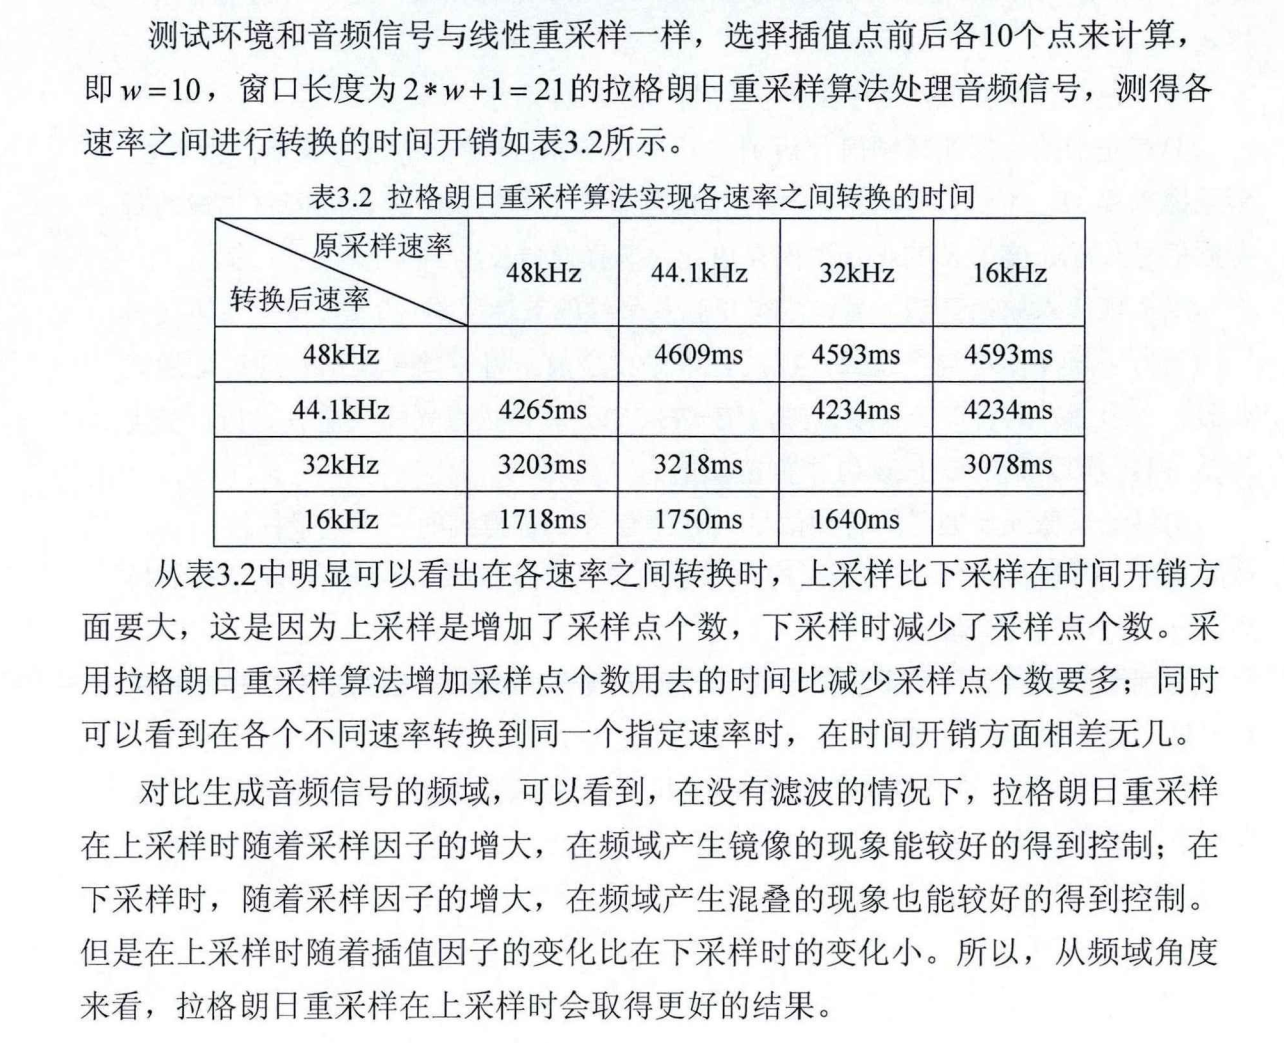 测试环境和音频信号与线性重采样一样，选择插值点前后各10个点来计算，
即w=10，窗口长度为2*w+1=21的拉格朗日重采样算法处理音频信号，测得各
速率之间进行转换的时间开销如表3.2所示。
表3.2 拉格朗日重采样算法实现各速率之间转换的时间
原采样速率
转换后速率 48kHz 44.1kHz 32kHz 16kHz
48kHz 4609ms 4593ms 4593ms
44.1kHz 4265ms 4234ms 4234ms
32kHz 3203ms 3218ms 3078ms
16kHz 1718ms 1750ms 1640ms
从表3.2中明显可以看出在各速率之间转换时，上采样比下采样在时间开销方
面要大，这是因为上采样是增加了采样点个数，下采样时减少了采样点个数。采
用拉格朗日重采样算法增加采样点个数用去的时间比减少采样点个数要多；同时
可以看到在各个不同速率转换到同一个指定速率时，在时间开销方面相差无几。
对比生成音频信号的频域，可以看到，在没有滤波的情况下，拉格朗日重采样
在上采样时随着采样因子的增大，在频域产生镜像的现象能较好的得到控制；在
下采样时，随着采样因子的增大，在频域产生混叠的现象也能较好的得到控制。
但是在上采样时随着插值因子的变化比在下采样时的变化小。所以，从频域角度
来看，拉格朗日重采样在上采样时会取得更好的结果。